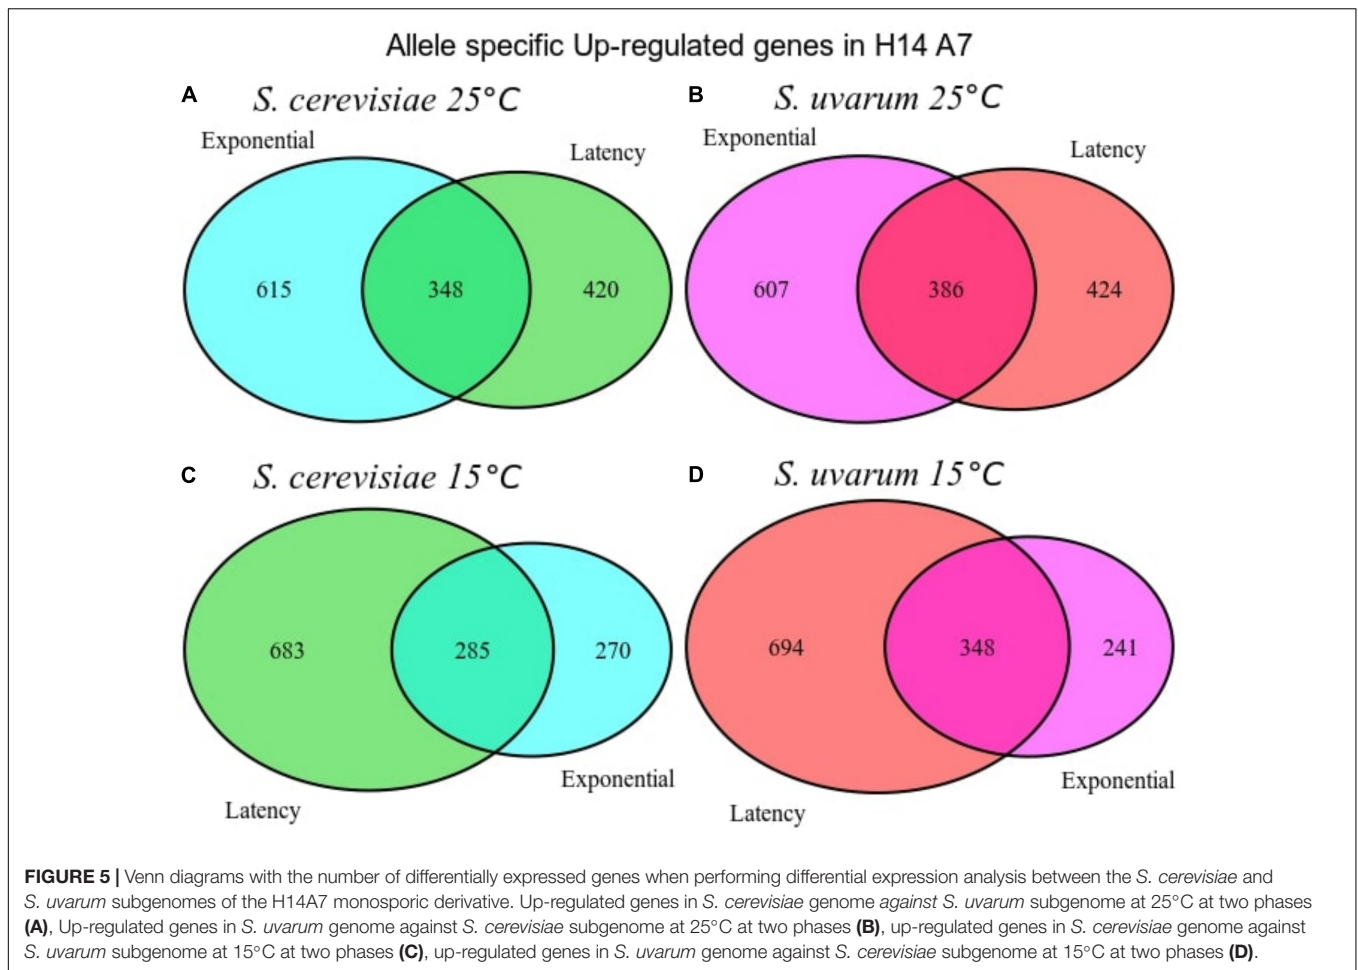 Allele specific Up-regulated genes in H14 A7
A
S. cerevisiae 25°C
Exponential
Latency
615
348
420
B
S. uvarum 25°C
Exponential
Latency
607
386
424
C
S. cerevisiae 15°C
683
285
270
Latency
Exponential
D
S. uvarum 15°C
694
348
241
Latency
Exponential
FIGURE 5 | Venn diagrams with the number of differentially expressed genes when performing differential expression analysis between the S. cerevisiae and
S. uvarum subgenomes of the H14A7 monosporic derivative. Up-regulated genes in S. cerevisiae genome against S. uvarum subgenome at 25°C at two phases
(A), Up-regulated genes in S. uvarum genome against S. cerevisiae subgenome at 25°C at two phases (B), up-regulated genes in S. cerevisiae genome against
S. uvarum subgenome at 15°C at two phases (C), up-regulated genes in S. uvarum genome against S. cerevisiae subgenome at 15°C at two phases (D).